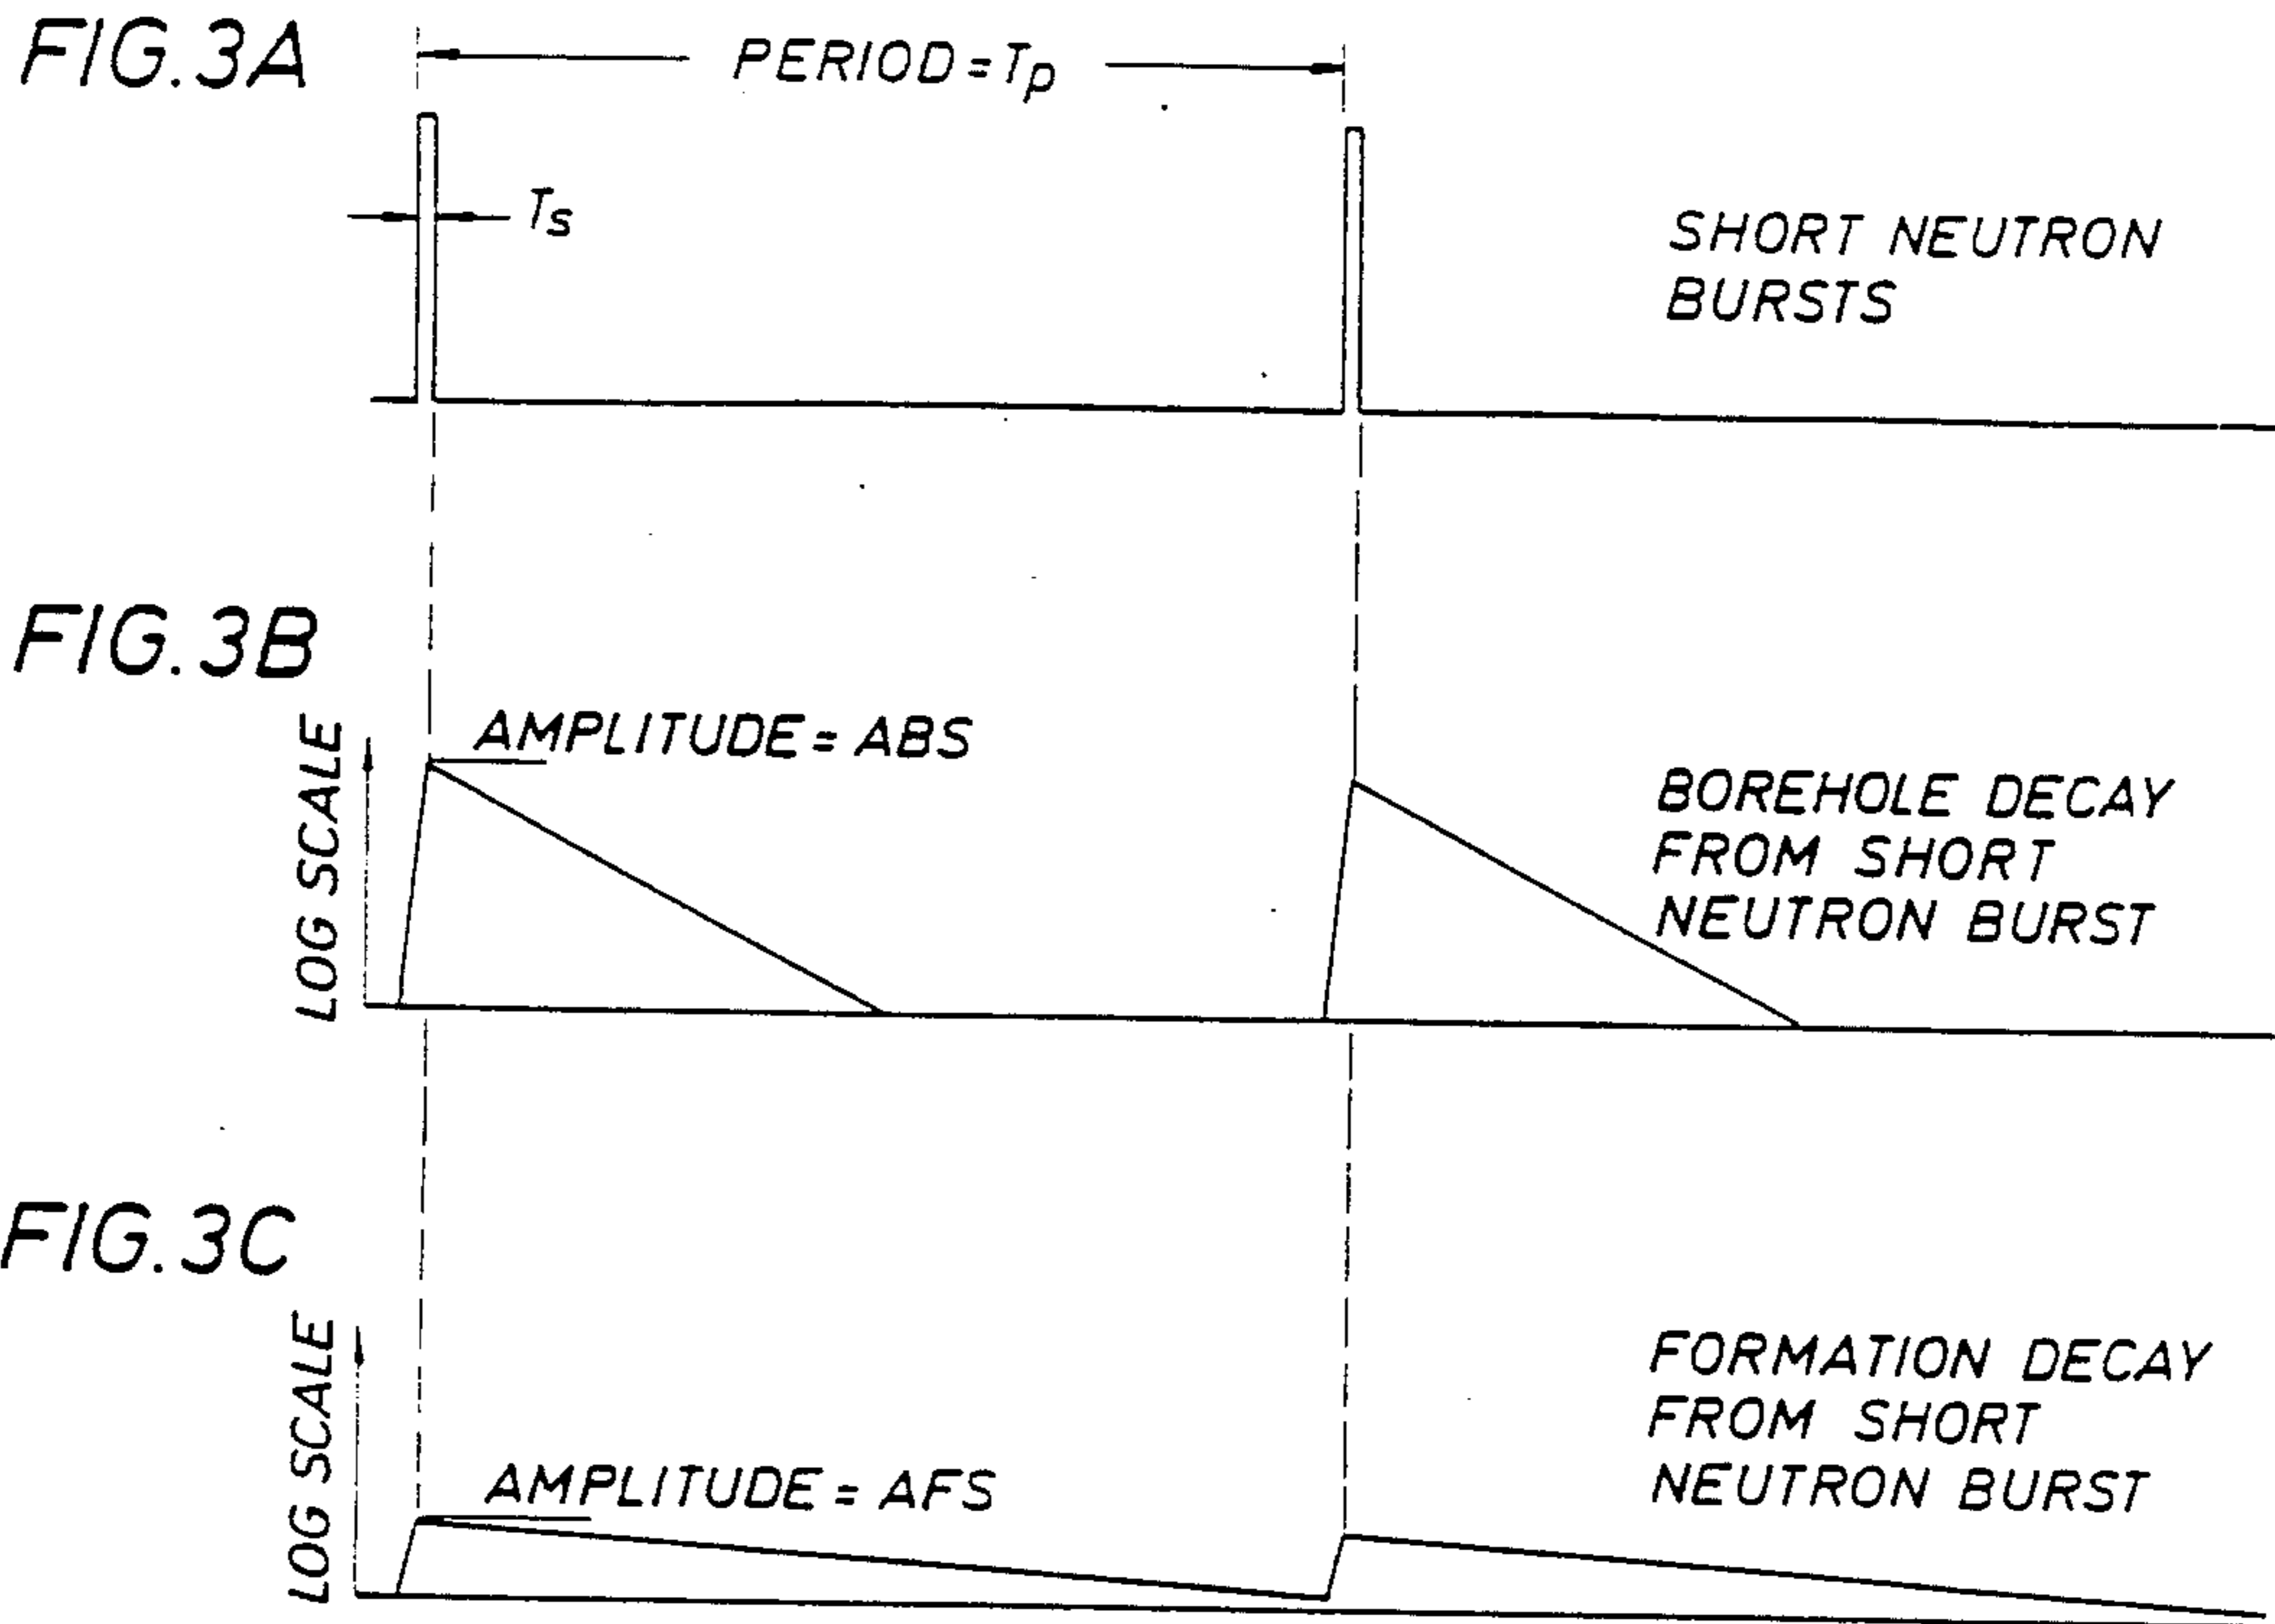 FIG.3A
PERIOD=Tp
Ts
SHORT NEUTRON
BURSTS
FIG.3B
LOG SCALE
AMPLITUDE=ABS
BOREHOLE DECAY
FROM SHORT
NEUTRON BURST
FIG.3C
LOG SCALE
AMPLITUDE=AFS
FORMATION DECAY
FROM SHORT
NEUTRON BURST